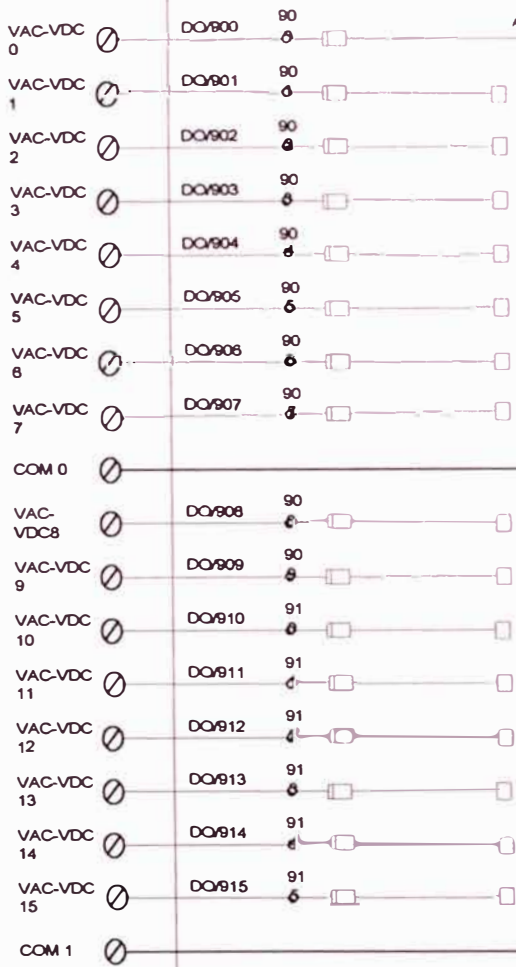 VAC-VDC
0
DO/900
90
VAC-VDC
1
DO/901
90
VAC-VDC
2
DO/902
90
VAC-VDC
3
DO/903
90
VAC-VDC
4
DO/904
90
VAC-VDC
5
DO/905
90
VAC-VDC
6
DO/906
90
VAC-VDC
7
DO/907
90
COM 0
VAC-
VDC8
DO/908
90
VAC-VDC
9
DO/909
90
VAC-VDC
10
DO/910
91
VAC-VDC
11
DO/911
91
VAC-VDC
12
DO/912
91
VAC-VDC
13
DO/913
91
VAC-VDC
14
DO/914
91
VAC-VDC
15
DO/915
91
COM 1